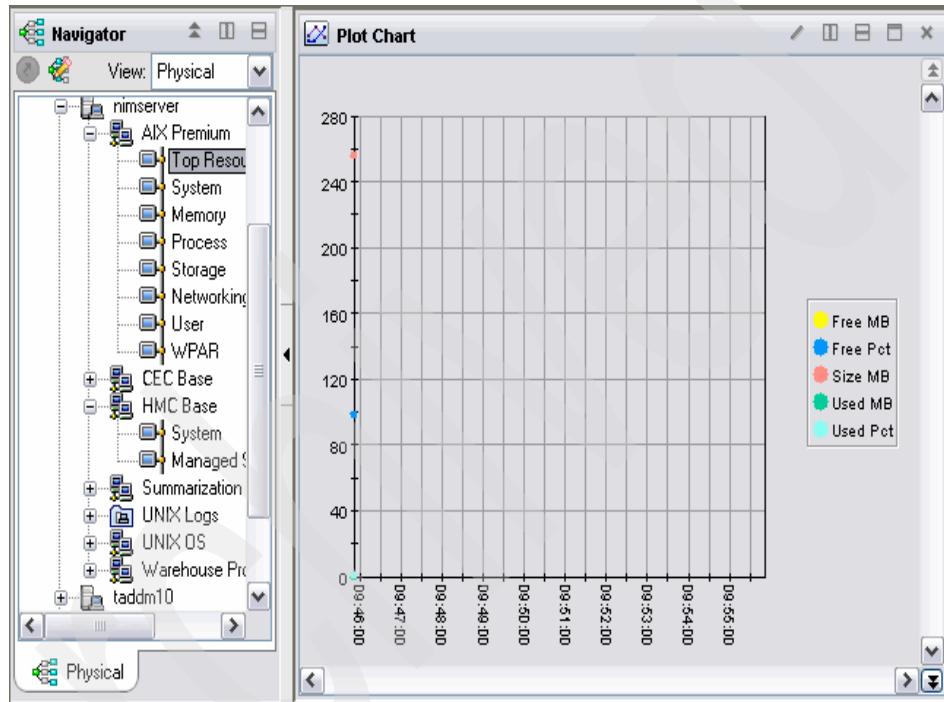 Navigator
View: Physical
nimserver
AIX Premium
Top Resou
System
Memory
Process
Storage
Networking
User
WPAR
CEC Base
HMC Base
System
Managed S
Summarization
UNIX Logs
UNIX OS
Warehouse Pro
taddm10
Physical
Plot Chart
280
240
200
160
120
80
40
0
09:46:00
09:47:00
09:48:00
09:49:00
09:50:00
09:51:00
09:52:00
09:53:00
09:54:00
09:55:00
Free MB
Free Pct
Size MB
Used MB
Used Pct